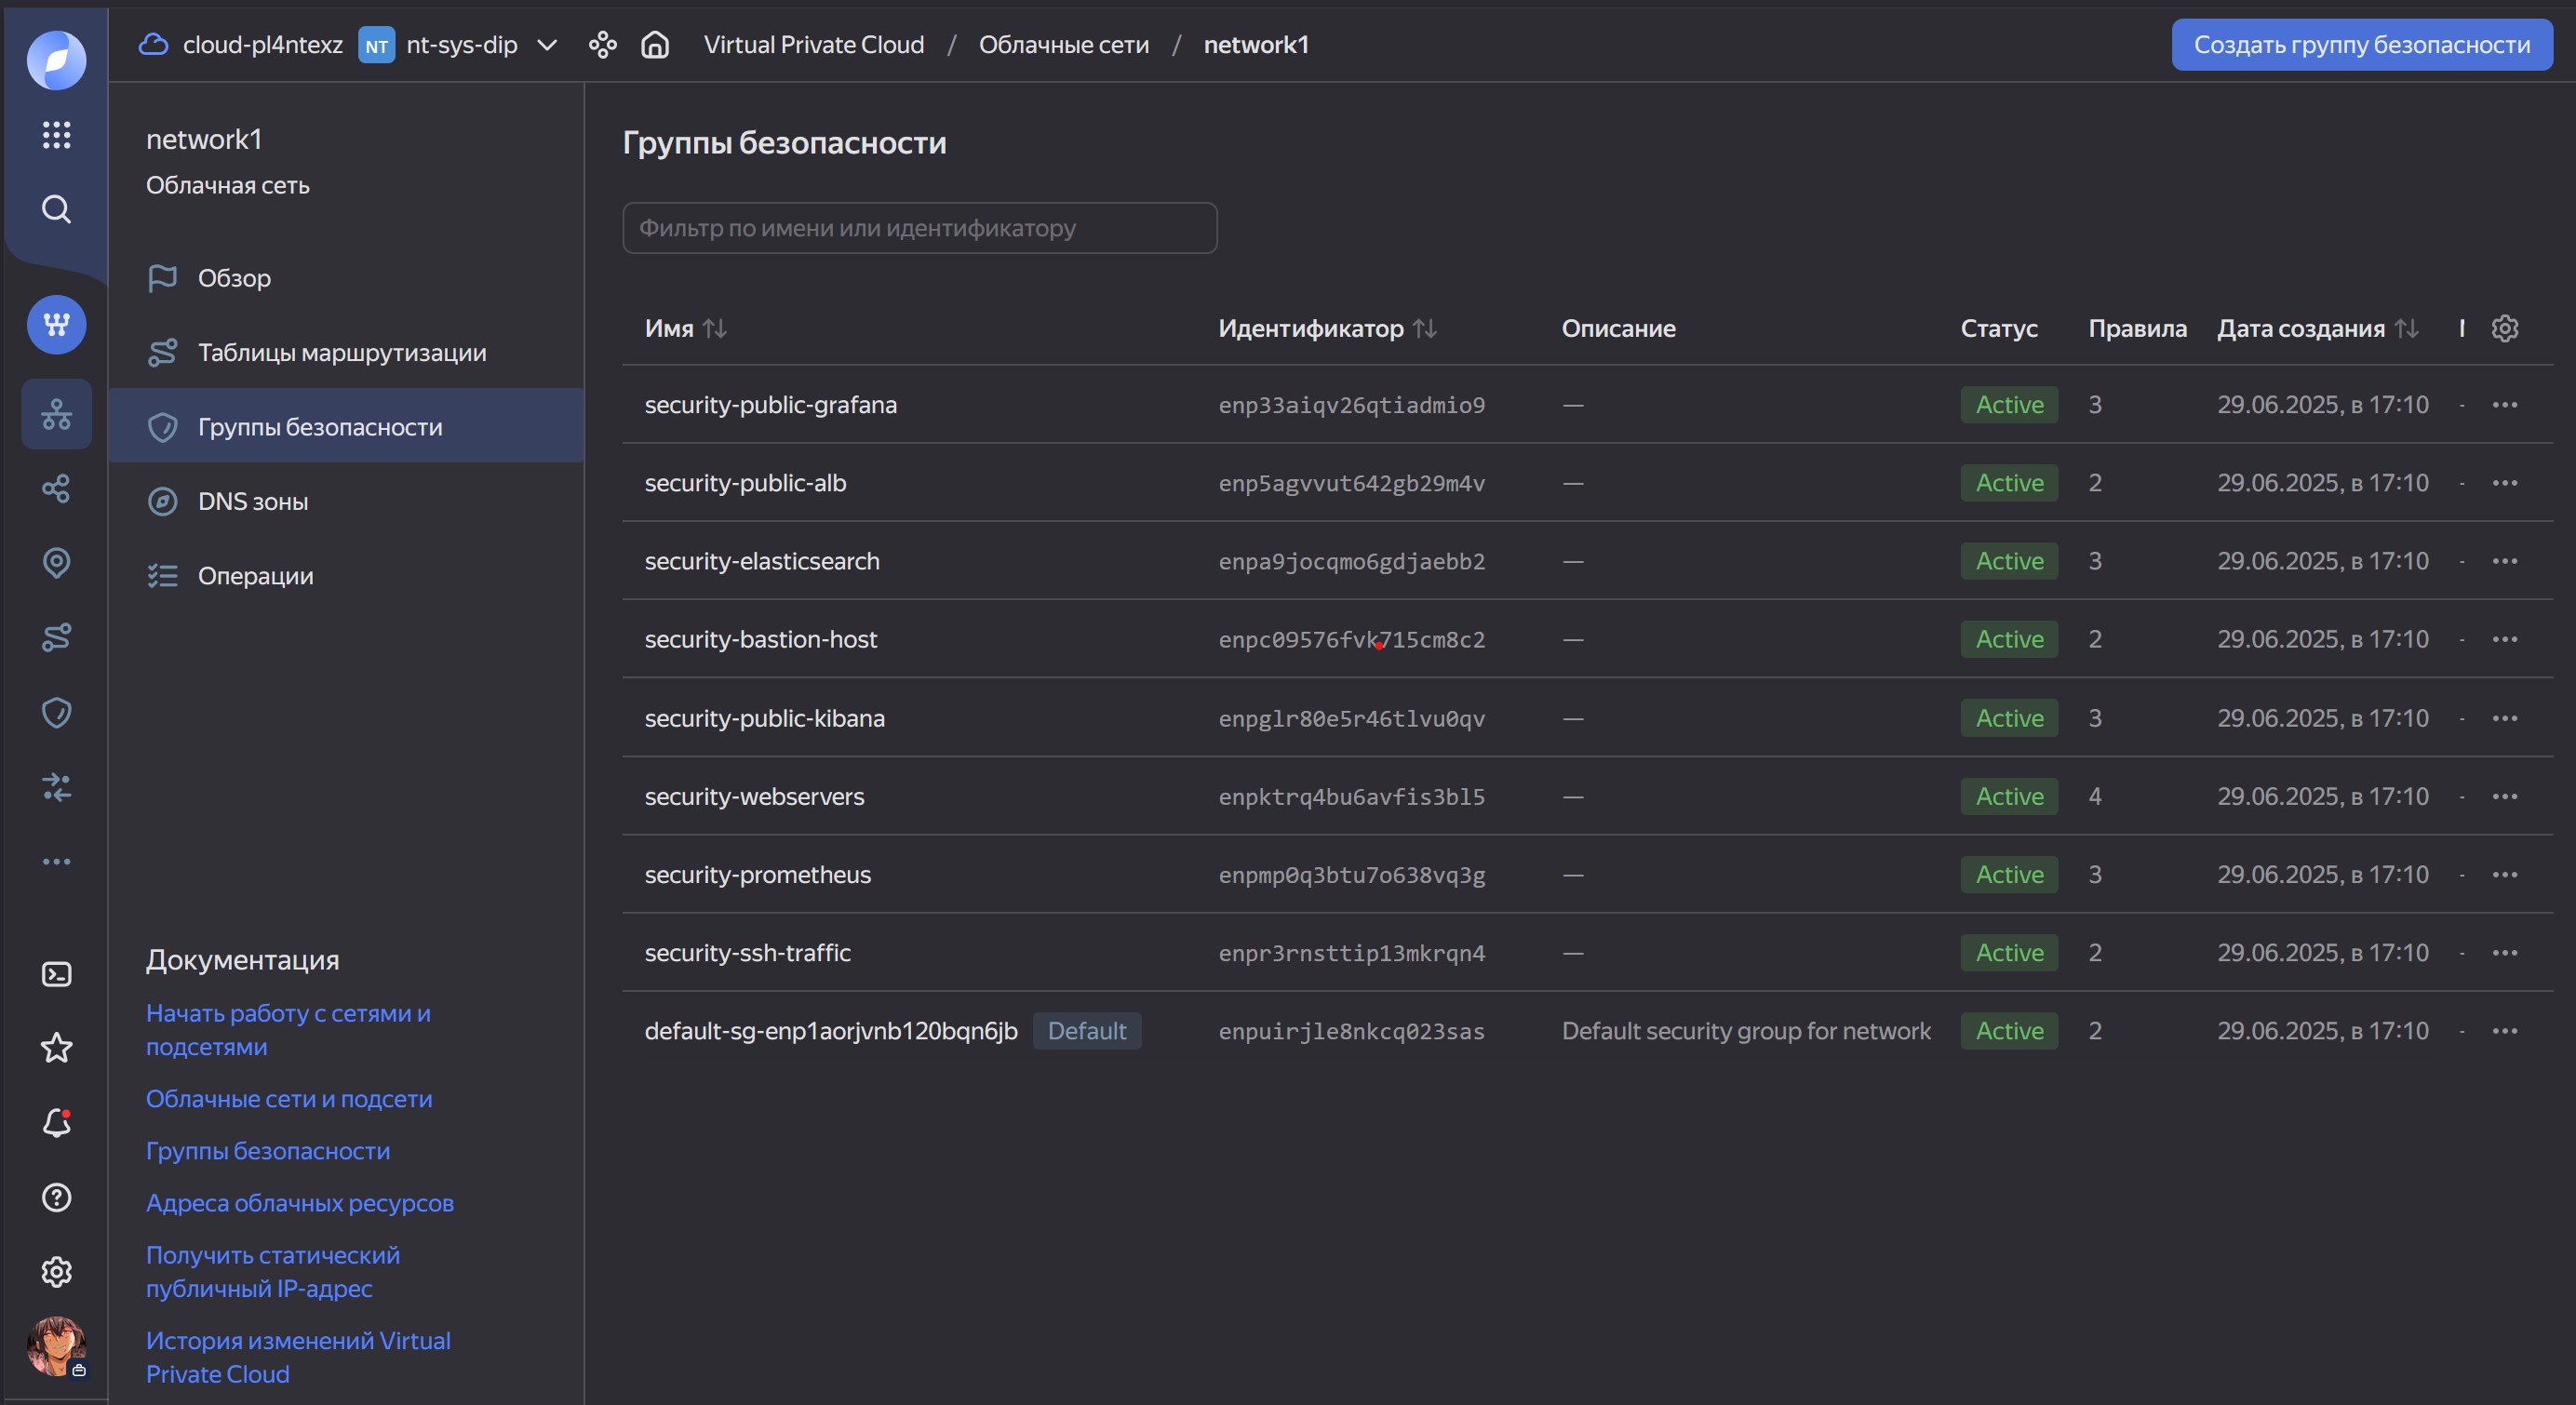 cloud-pl4ntexz NT nt-sys-dip Virtual Private Cloud / Облачные сети / network1 Создать группу безопасности
network1
Облачная сеть
Обзор
Таблицы маршрутизации
Группы безопасности
DNS зоны
Операции
Документация
Начать работу с сетями и
подсетями
Облачные сети и подсети
Группы безопасности
Адреса облачных ресурсов
Получить статический
публичный IP-адрес
История изменений Virtual
Private Cloud
Группы безопасности
Фильтр по имени или идентификатору
Имя Идентификатор Описание Статус Правила Дата создания
security-public-grafana enp33aiqv26qtiadmio9 — Active 3 29.06.2025, в 17:10 -
security-public-alb enp5agvvut642gb29m4v — Active 2 29.06.2025, в 17:10 -
security-elasticsearch enpa9jocqmo6gdjaebb2 — Active 3 29.06.2025, в 17:10 -
security-bastion-host enpc09576fvk715cm8c2 — Active 2 29.06.2025, в 17:10 -
security-public-kibana enpglr80e5r46tlvu0qv — Active 3 29.06.2025, в 17:10 -
security-webservers enpktrq4bu6avfis3bl5 — Active 4 29.06.2025, в 17:10 -
security-prometheus enpmp0q3btu7o638vq3g — Active 3 29.06.2025, в 17:10 -
security-ssh-traffic enpr3rnsttip13mkrqn4 — Active 2 29.06.2025, в 17:10 -
default-sg-enp1aorjvnb120bqn6jb Default enpuirjle8nkcq023sas Default security group for network Active 2 29.06.2025, в 17:10 -